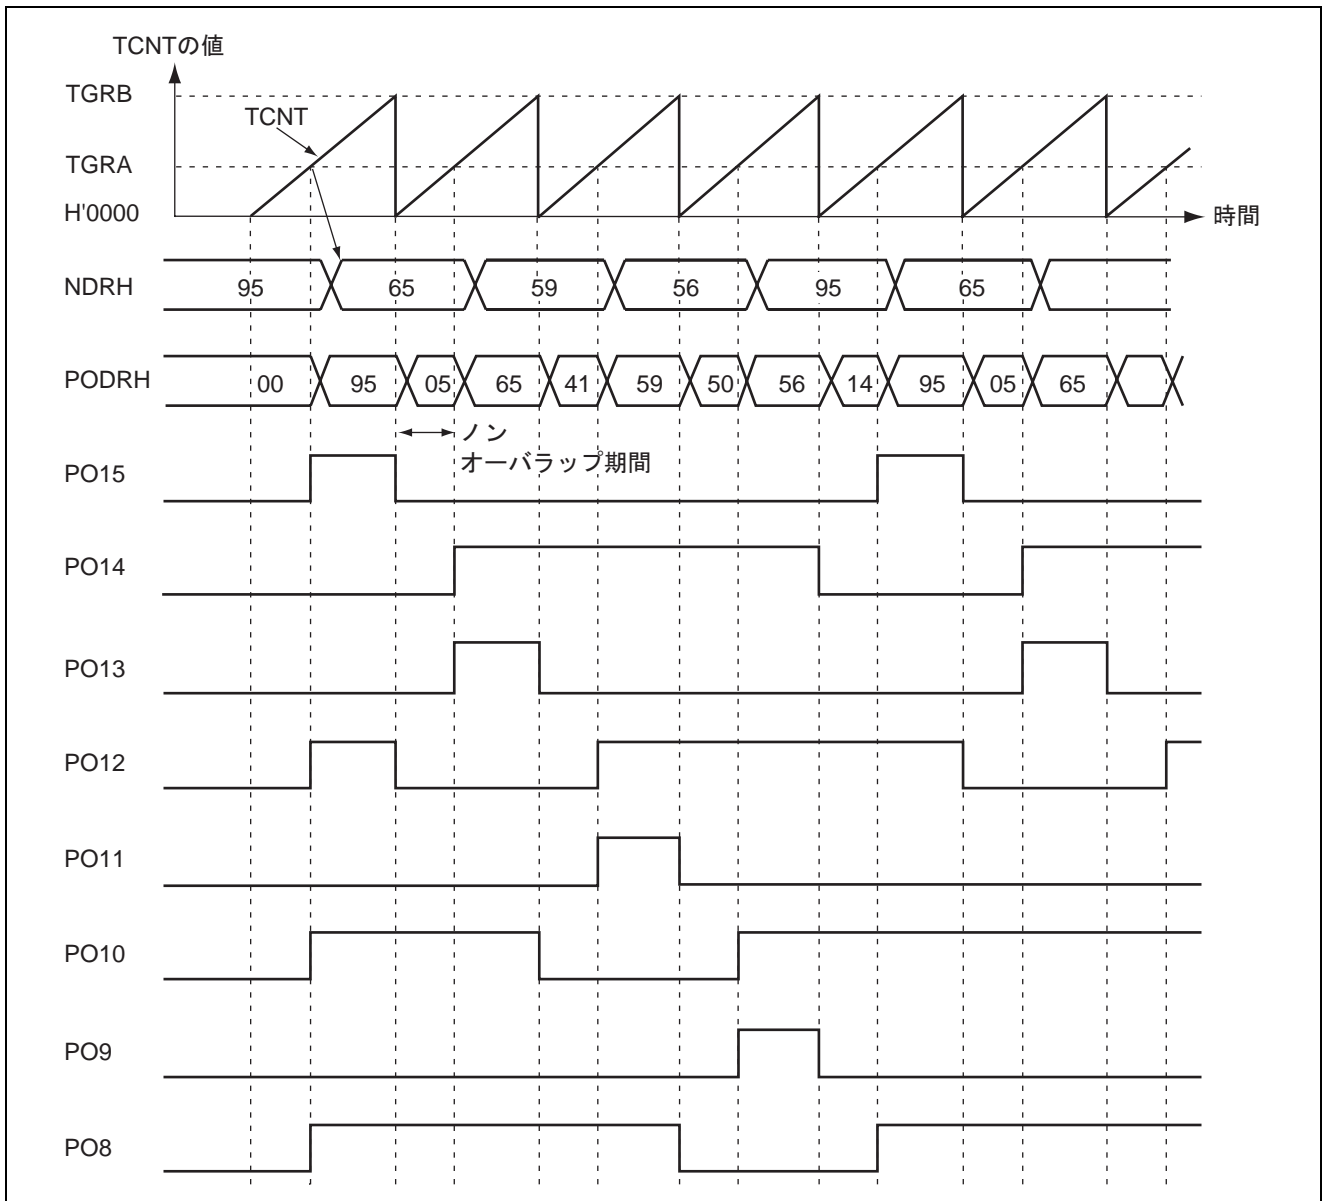 TCNTの値
TGRB
TCNT
TGRA
H'0000
時間
NDRH 95 65 59 56 95 65
PODRH 00 95 05 65 41 59 50 56 14 95 05 65
ノン
オーバラップ期間
PO15
PO14
PO13
PO12
PO11
PO10
PO9
PO8